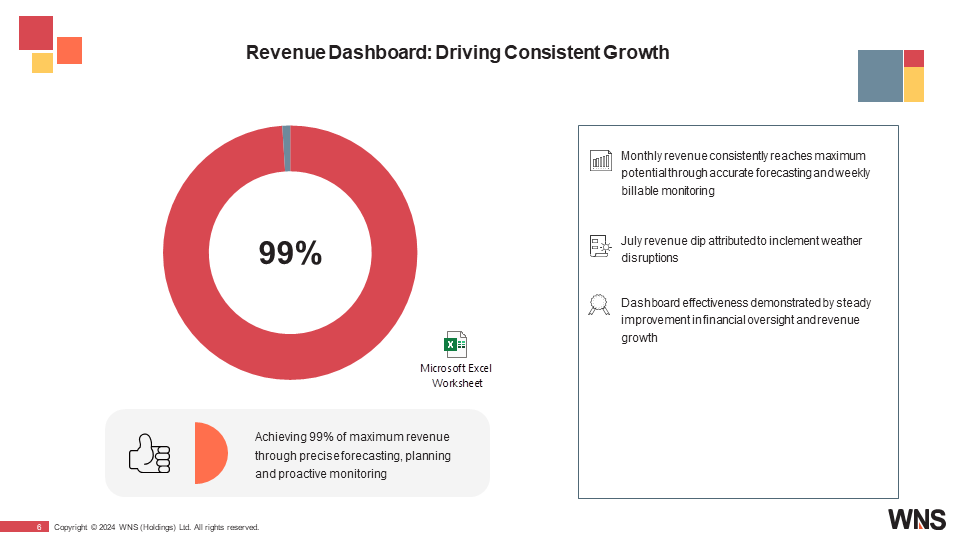 Revenue Dashboard: Driving Consistent Growth
99%
Microsoft Excel
Worksheet
Achieving 99% of maximum revenue
through precise forecasting, planning
and proactive monitoring
Monthly revenue consistently reaches maximum
potential through accurate forecasting and weekly
billable monitoring
July revenue dip attributed to inclement weather
disruptions
Dashboard effectiveness demonstrated by steady
improvement in financial oversight and revenue
growth
6
Copyright © 2024 WNS (Holdings) Ltd. All rights reserved.
WNS